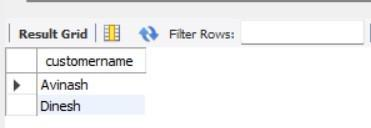 Result Grid Filter Rows:
customername
Avinash
Dinesh